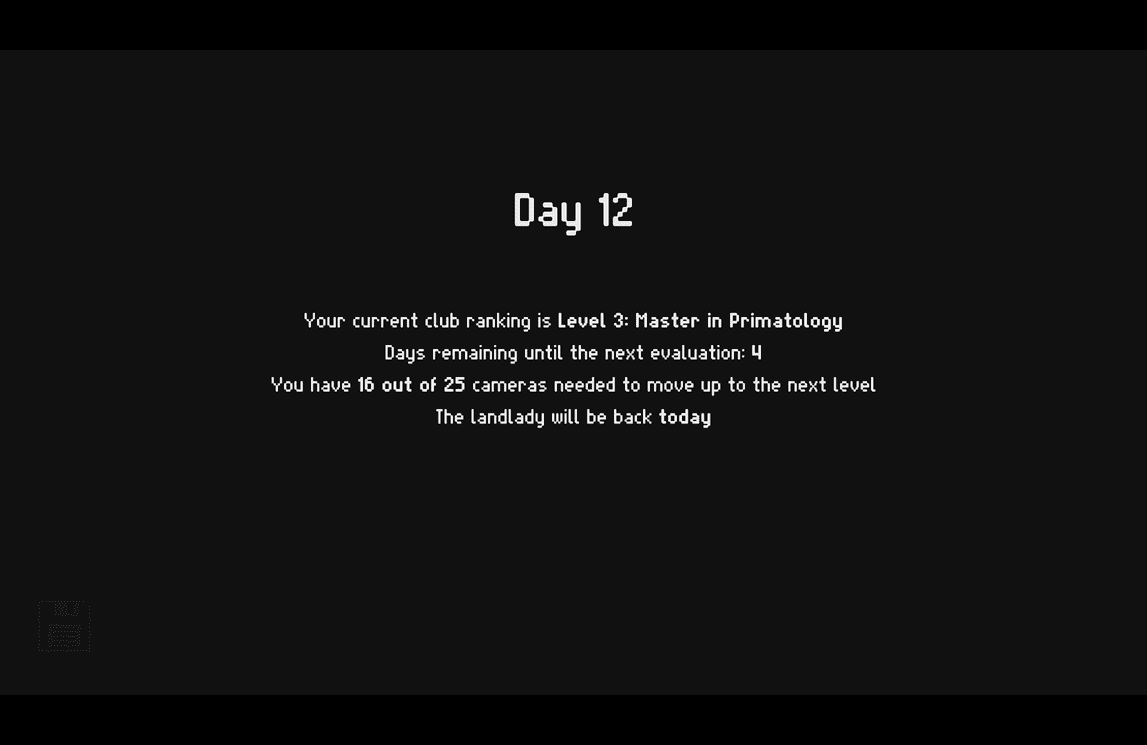 Day 12
Your current club ranking is Level 3: Master in Primatology
Days remaining until the next evaluation: 4
You have 16 out of 25 cameras needed to move up to the next level
The landlady will be back today